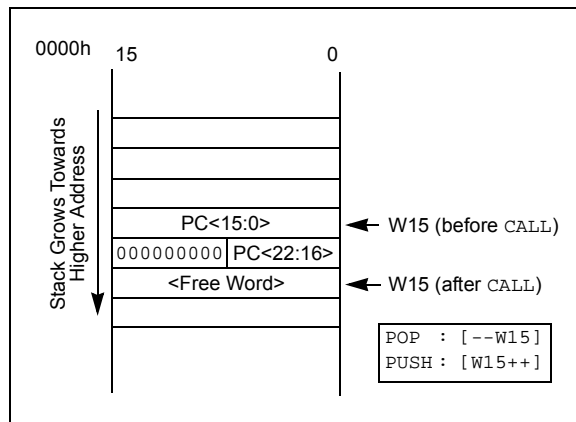 0000h
15 0
Stack Grows Towards
Higher Address
PC<15:0>
W15 (before CALL)
000000000 PC<22:16>
<Free Word>
W15 (after CALL)
POP : [--W15]
PUSH : [W15++]